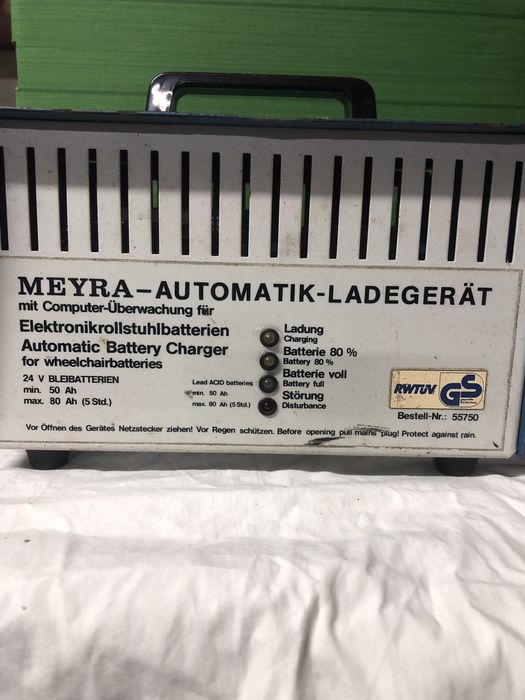 MEYRA-AUTOMATIK-LADEGERÄT
mit Computer-Überwachung für
Elektronikrollstuhlbatterien
Automatic Battery Charger
for wheelchairbatteries
24 V BLEIBATTERIEN
min. 50 Ah
max. 80 Ah (5 Std.)
Lead ACID batteries
min. 50 Ah
max. 80 Ah (5 Std.)
Ladung
Charging
Batterie 80 %
Battery 80 %
Batterie voll
Battery full
Störung
Disturbance
RWTÜV
GS
Bestell-Nr.: 55750
Vor Öffnen des Gerätes Netzstecker ziehen! Vor Regen schützen. Before opening pull mains plug! Protect against rain.